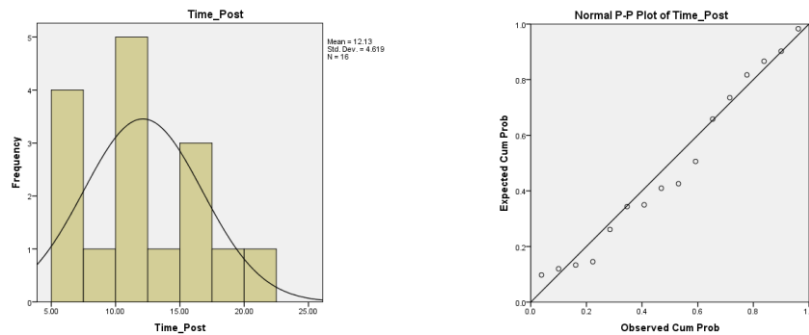 Time_Post
Mean = 12.13
Std. Dev. = 4.619
N = 16
5
4
3
2
1
0
Frequency
5.00 10.00 15.00 20.00 25.00
Time_Post
Normal P-P Plot of Time_Post
1.0
0.8
0.6
0.4
0.2
0.0
Expected Cum Prob
0.0 0.2 0.4 0.6 0.8 1.0
Observed Cum Prob